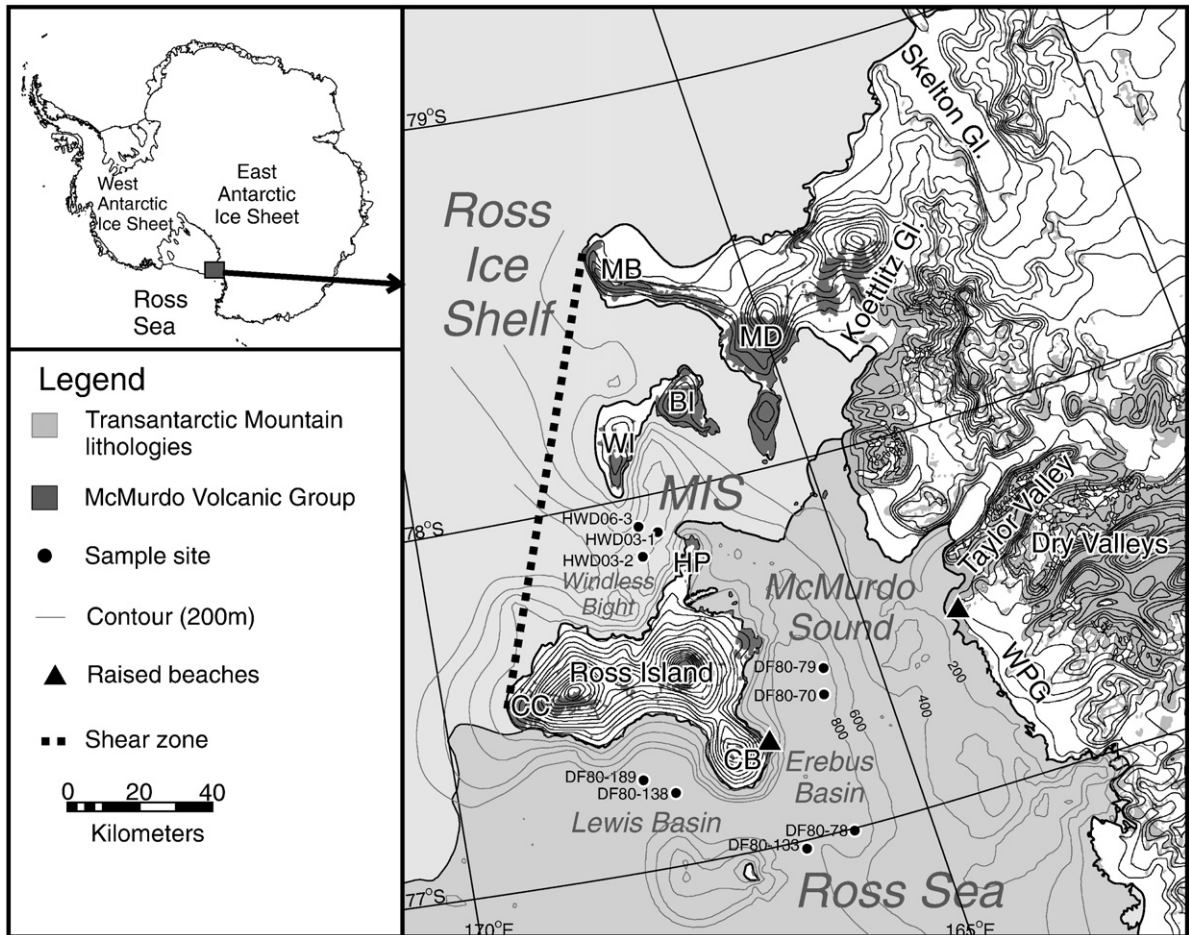 West
Antarctic
Ice Sheet
East
Antarctic
Ice Sheet
Ross
Sea
Legend
Transantarctic Mountain
lithologies
McMurdo Volcanic Group
Sample site
Contour (200m)
Raised beaches
Shear zone
0 20 40
Kilometers
79°S
Skelton Gl.
Ross
Ice
Shelf
MB
Koettlitz Gl.
MD
BI
WI
MIS
78°S
HWD06-3
HWD03-1
HWD03-2
Windless
Bight
HP
Taylor Valley
Dry Valleys
McMurdo
Sound
WPG
Ross Island
CC
DF80-79
DF80-70
200
400
600
800
CB
Erebus
Basin
DF80-189
DF80-138
Lewis Basin
DF80-78
DF80-133
Ross Sea
77°S
170°E
165°E